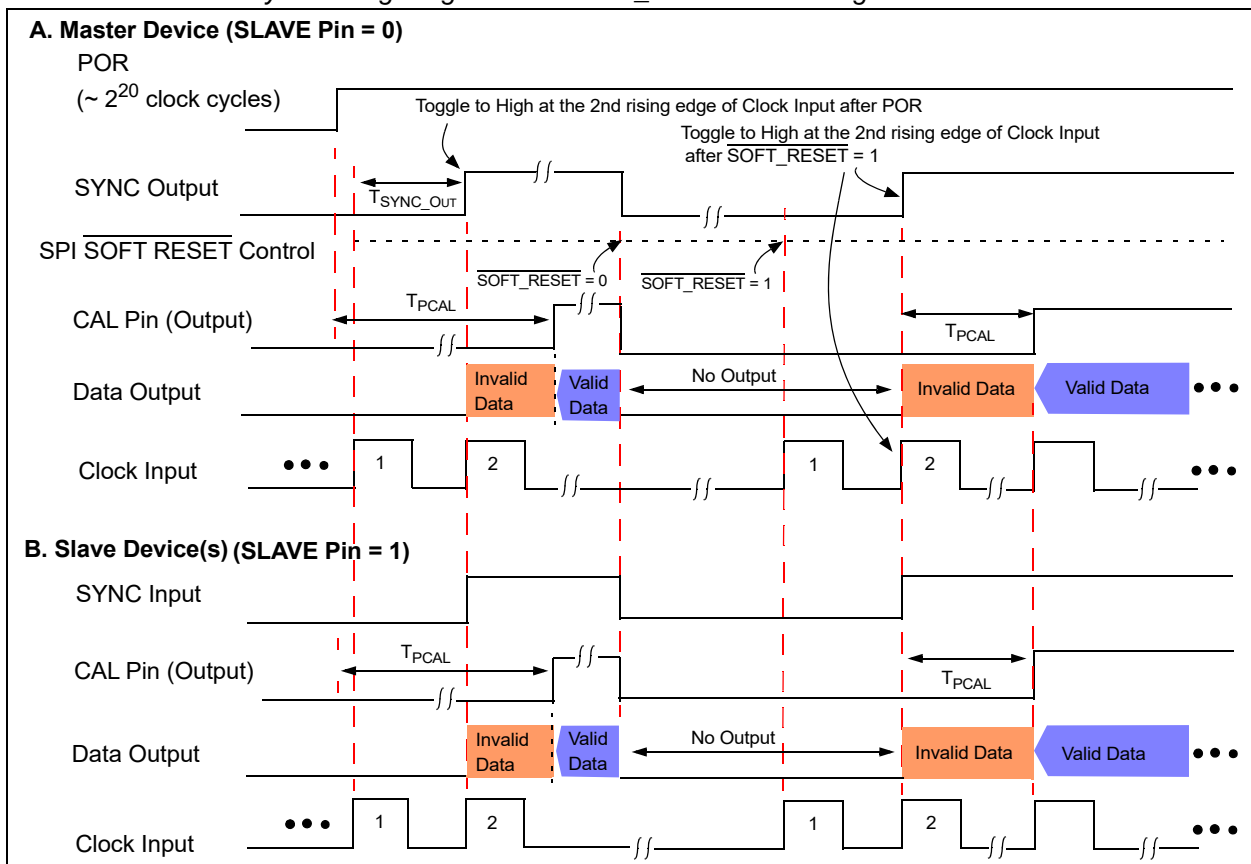 A. Master Device (SLAVE Pin = 0)
POR
(~ 2^20 clock cycles)
Toggle to High at the 2nd rising edge of Clock Input after POR
Toggle to High at the 2nd rising edge of Clock Input
after SOFT_RESET = 1
SYNC Output
T_SYNC_OUT
SPI SOFT RESET Control
SOFT_RESET = 0
SOFT_RESET = 1
CAL Pin (Output)
T_PCAL
T_PCAL
Data Output
Invalid
Data
Valid
Data
No Output
Invalid Data
Valid Data
Clock Input
1
2
1
2
B. Slave Device(s) (SLAVE Pin = 1)
SYNC Input
CAL Pin (Output)
T_PCAL
T_PCAL
Data Output
Invalid
Data
Valid
Data
No Output
Invalid Data
Valid Data
Clock Input
1
2
1
2